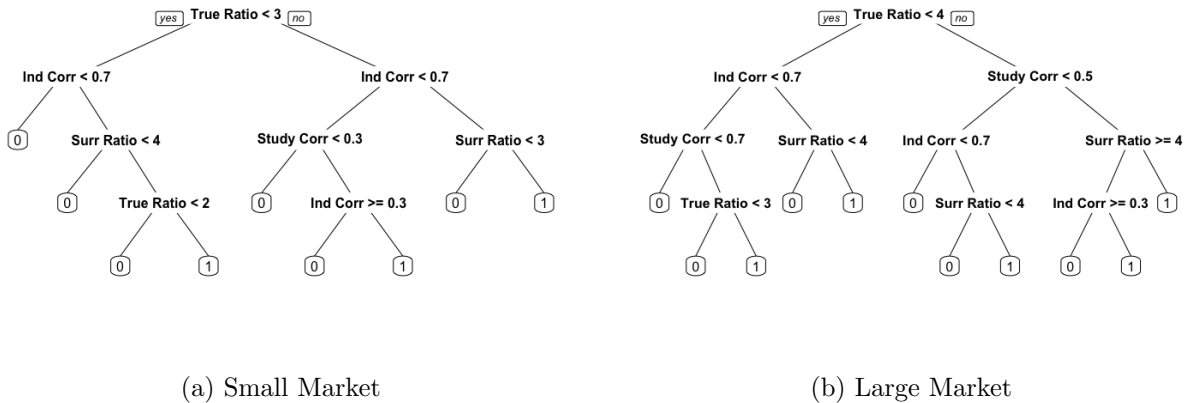 yes True Ratio < 3 no
yes True Ratio < 4 no
Ind Corr < 0.7
Ind Corr < 0.7
Ind Corr < 0.7
Study Corr < 0.5
0
Surr Ratio < 4
Study Corr < 0.3
Surr Ratio < 3
Study Corr < 0.7
Surr Ratio < 4
Ind Corr < 0.7
Surr Ratio >= 4
0
True Ratio < 2
0
Ind Corr >= 0.3
0
1
0
True Ratio < 3
0
1
0
Surr Ratio < 4
Ind Corr >= 0.3
1
0
1
0
1
0
1
0
1
0
1
(a) Small Market
(b) Large Market